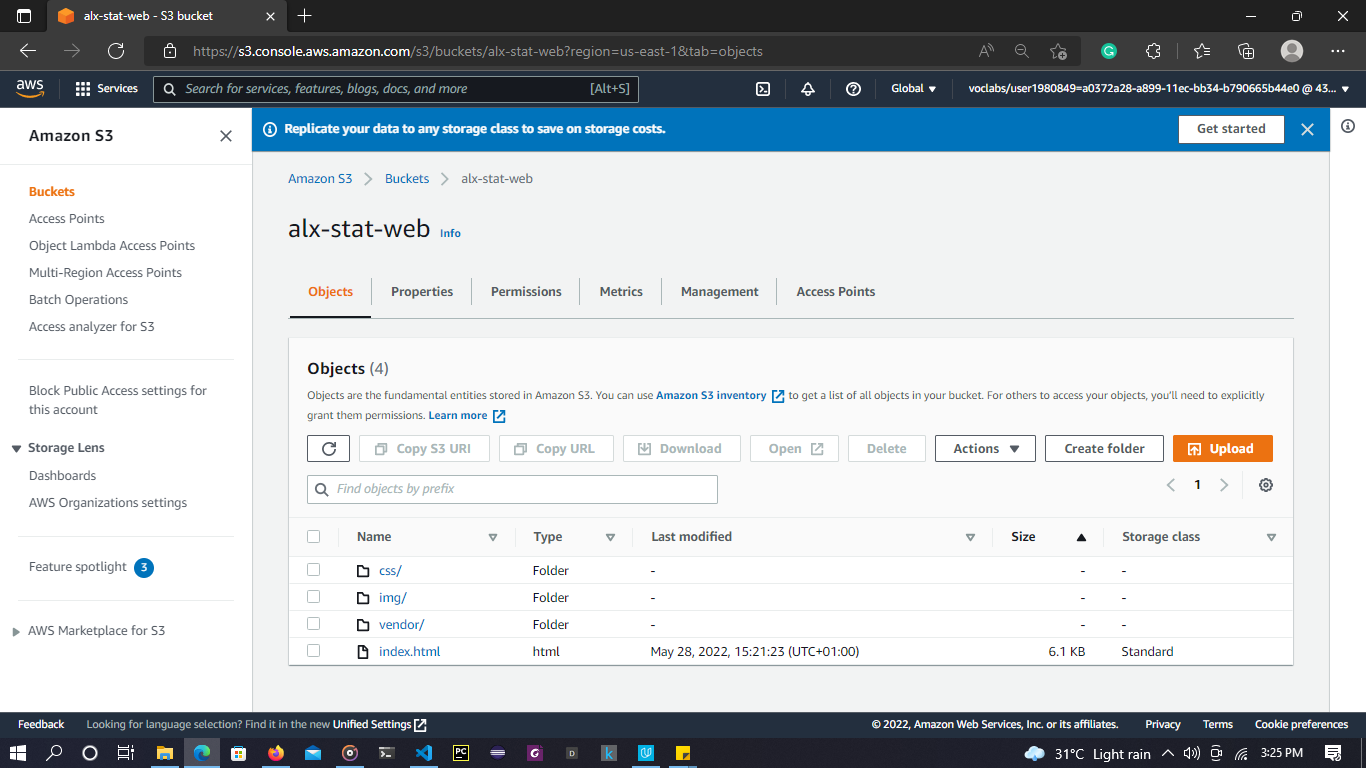 alx-stat-web - S3 bucket
https://s3.console.aws.amazon.com/s3/buckets/alx-stat-web?region=us-east-1&tab=objects
aws
Services
Search for services, features, blogs, docs, and more
[Alt+S]
Global
voclabs/user1980849=a0372a28-a899-11ec-bb34-b790665b44e0 @ 43...
Amazon S3
Replicate your data to any storage class to save on storage costs.
Get started
Buckets
Access Points
Object Lambda Access Points
Multi-Region Access Points
Batch Operations
Access analyzer for S3
Block Public Access settings for
this account
Storage Lens
Dashboards
AWS Organizations settings
Feature spotlight 3
AWS Marketplace for S3
Amazon S3 Buckets alx-stat-web
alx-stat-web Info
Objects Properties Permissions Metrics Management Access Points
Objects (4)
Objects are the fundamental entities stored in Amazon S3. You can use Amazon S3 inventory to get a list of all objects in your bucket. For others to access your objects, you'll need to explicitly
grant them permissions. Learn more
Copy S3 URI Copy URL Download Open Delete Actions Create folder Upload
Find objects by prefix
1
Name Type Last modified Size Storage class
css/ Folder - - -
img/ Folder - - -
vendor/ Folder - - -
index.html html May 28, 2022, 15:21:23 (UTC+01:00) 6.1 KB Standard
Feedback Looking for language selection? Find it in the new Unified Settings © 2022, Amazon Web Services, Inc. or its affiliates. Privacy Terms Cookie preferences
31°C Light rain 3:25 PM